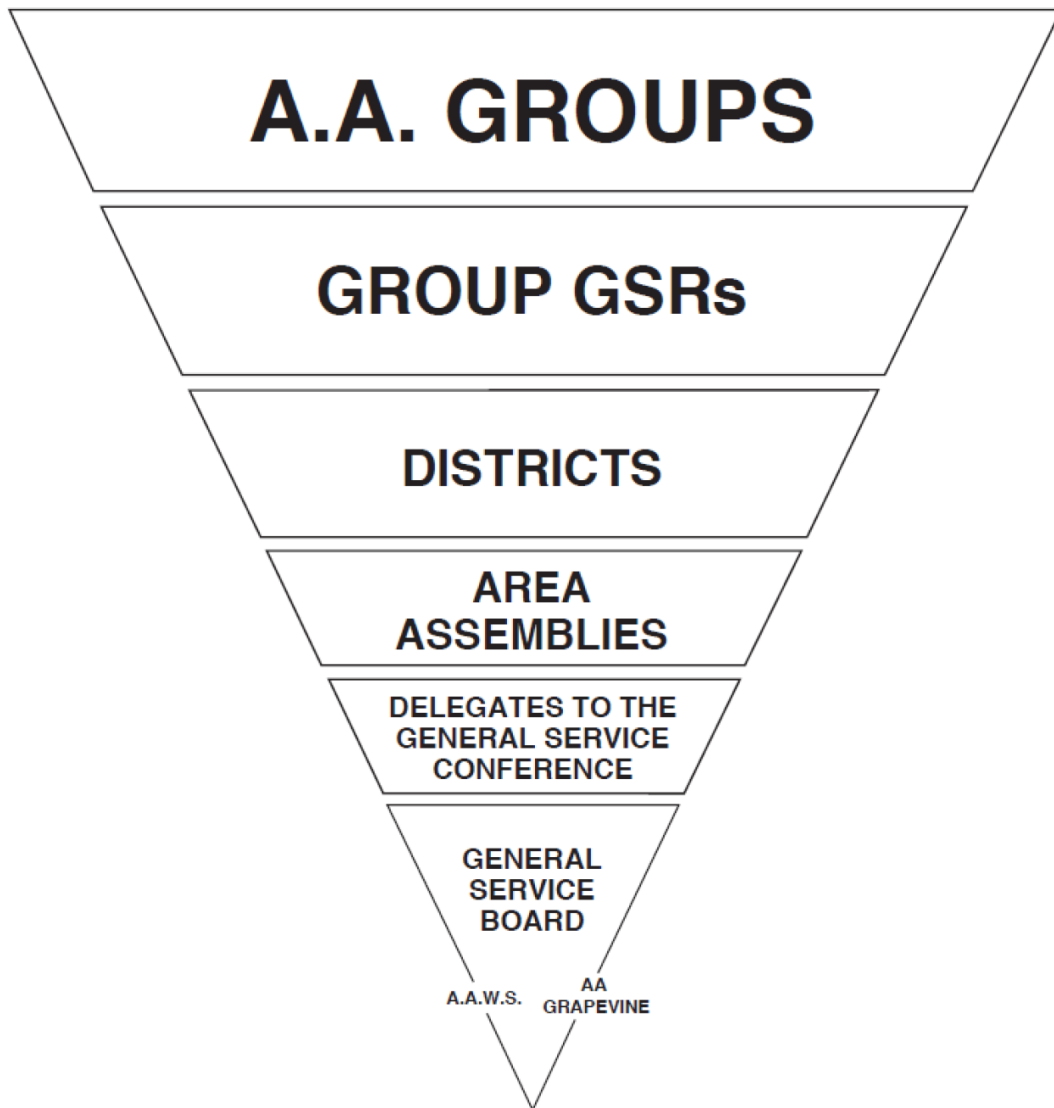 A.A. GROUPS
GROUP GSRs
DISTRICTS
AREA
ASSEMBLIES
DELEGATES TO THE
GENERAL SERVICE
CONFERENCE
GENERAL
SERVICE
BOARD
A.A.W.S.
AA
GRAPEVINE